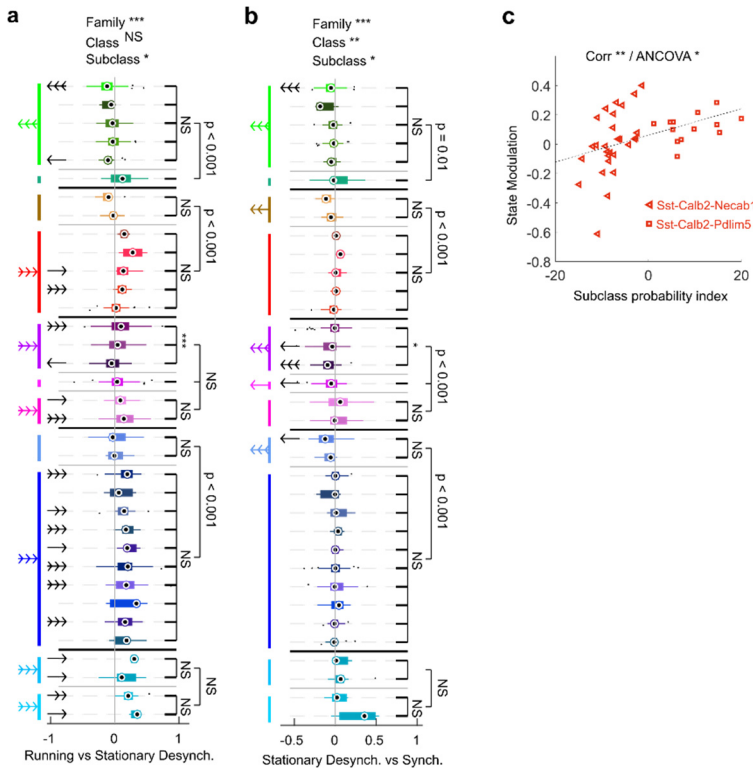 a
Family ***
Class NS
Subclass *
NS
p < 0.001
NS
p < 0.001
NS
***
NS
NS
NS
p < 0.001
NS
NS
NS
NS
-1
0
1
Running vs Stationary Desynch.
b
Family ***
Class **
Subclass *
NS
p = 0.01
NS
p < 0.001
NS
*
p < 0.001
NS
NS
p < 0.001
NS
NS
NS
NS
-0.5
0
0.5
1
Stationary Desynch. vs Synch.
c
Corr ** / ANCOVA *
State Modulation
0.4
0.2
0
-0.2
-0.4
-0.6
-0.8
Sst-Calb2-Necab1
Sst-Calb2-Pdlim5
-20
0
20
Subclass probability index